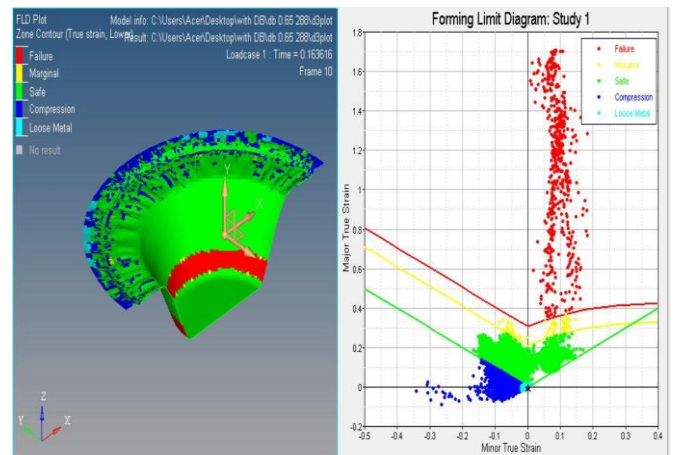 FLD Plot
Zone Contour (True strain, Lower)
Failure
Marginal
Safe
Compression
Loose Metal
No result
Model info: C:\Users\Acer\Desktop\with DB\db 0.65 288\d3plot
Result: C:\Users\Acer\Desktop\with DB\db 0.65 288\d3plot
Loadcase 1 : Time = 0.163616
Frame 10
Y
X
Z
Y
X
Forming Limit Diagram: Study 1
Failure
Marginal
Safe
Compression
Loose Metal
Major True Strain
1.8
1.6
1.4
1.2
1
0.8
0.6
0.4
0.2
0
-0.2
-0.5 -0.4 -0.3 -0.2 -0.1 0 0.1 0.2 0.3 0.4
Minor True Strain